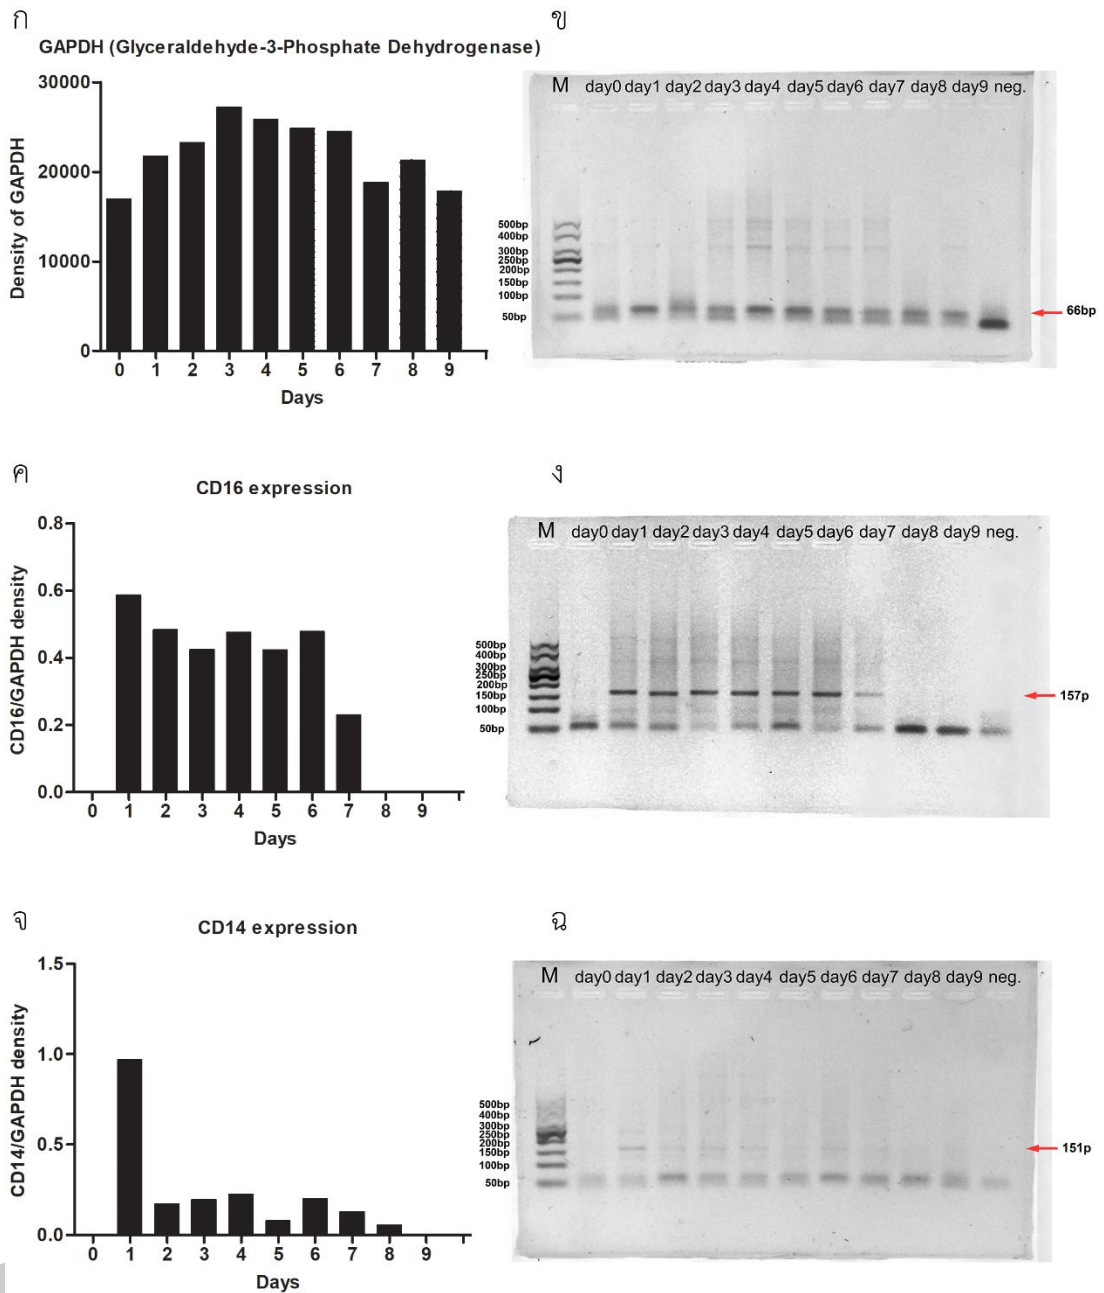 ก
GAPDH (Glyceraldehyde-3-Phosphate Dehydrogenase)
Density of GAPDH
30000
20000
10000
0
0 1 2 3 4 5 6 7 8 9
Days
ข
M day0 day1 day2 day3 day4 day5 day6 day7 day8 day9 neg.
500bp
400bp
300bp
250bp
200bp
150bp
100bp
50bp
66bp
ค
CD16 expression
CD16/GAPDH density
0.8
0.6
0.4
0.2
0.0
0 1 2 3 4 5 6 7 8 9
Days
ง
M day0 day1 day2 day3 day4 day5 day6 day7 day8 day9 neg.
500bp
400bp
300bp
250bp
200bp
150bp
100bp
50bp
157p
จ
CD14 expression
CD14/GAPDH density
1.5
1.0
0.5
0.0
0 1 2 3 4 5 6 7 8 9
Days
ฉ
M day0 day1 day2 day3 day4 day5 day6 day7 day8 day9 neg.
500bp
400bp
300bp
250bp
200bp
150bp
100bp
50bp
151p